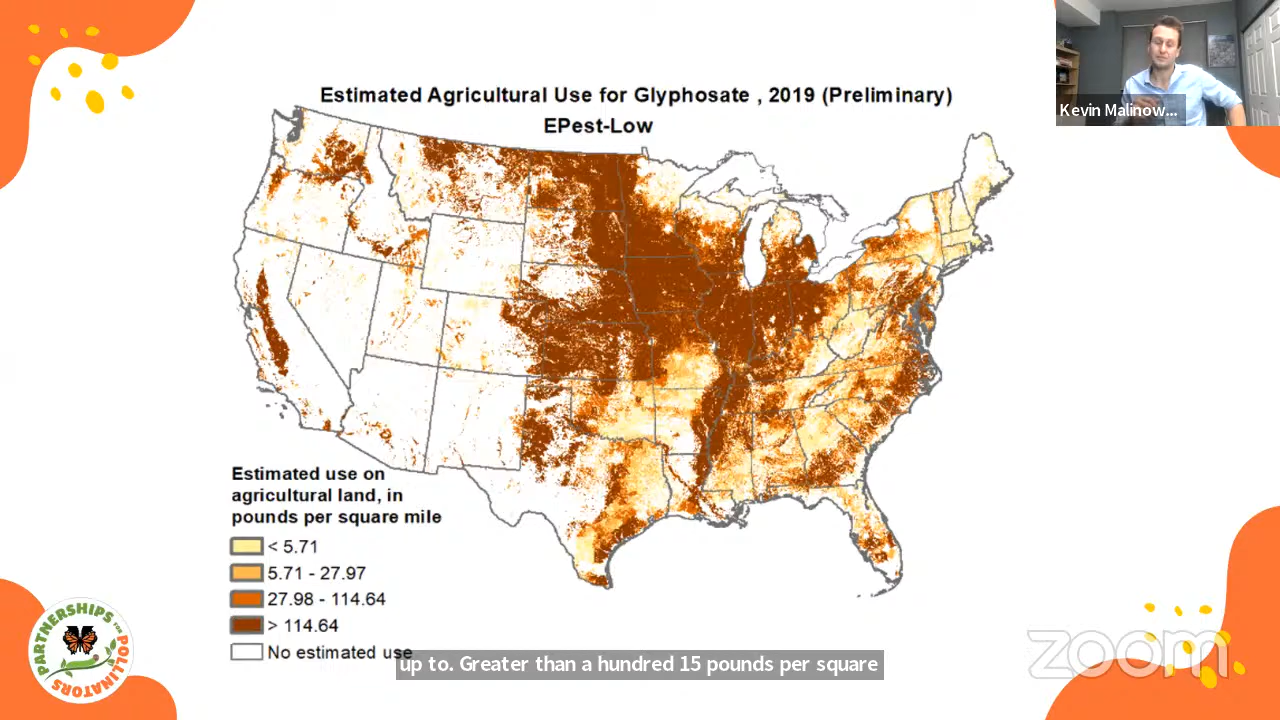 Estimated Agricultural Use for Glyphosate , 2019 (Preliminary)
EPest-Low
Kevin Malinow...
Estimated use on
agricultural land, in
pounds per square mile
< 5.71
5.71 - 27.97
27.98 - 114.64
> 114.64
No estimated use
up to. Greater than a hundred 15 pounds per square
PARTNERSHIPS FOR POLLINATORS
zoom